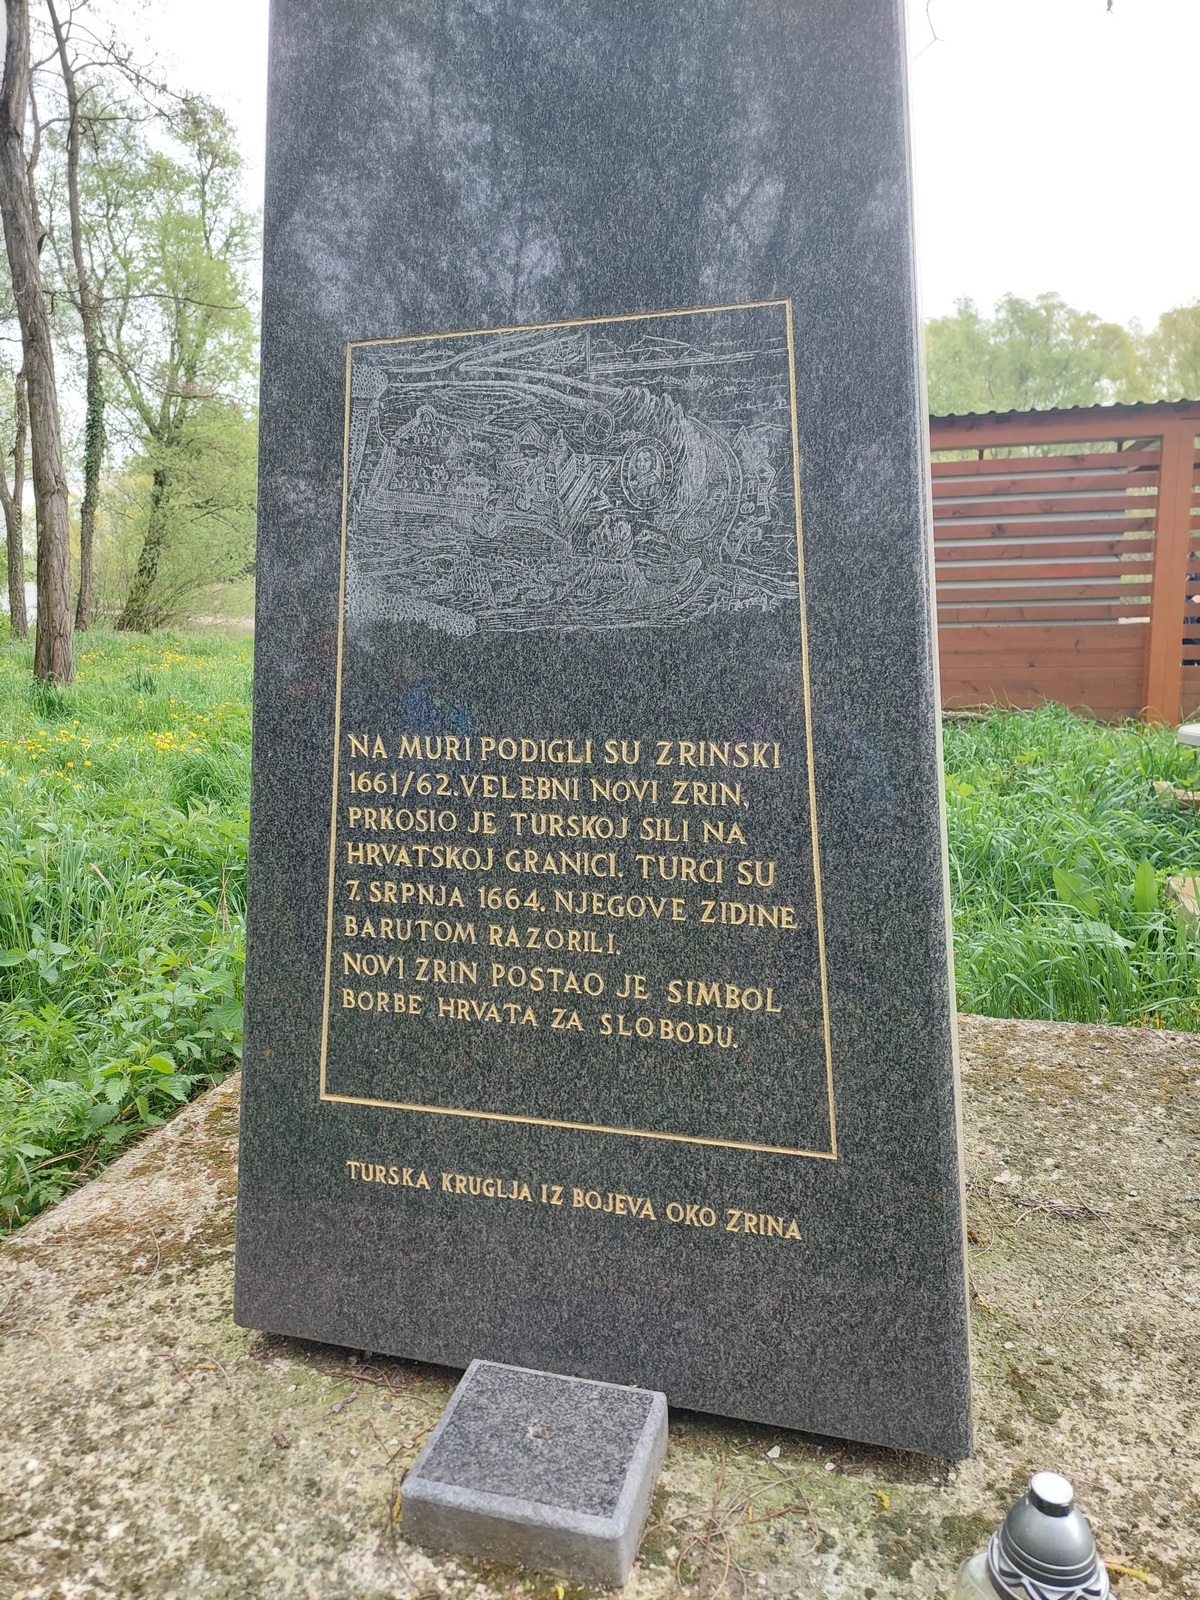 NA MURI PODIGLI SU ZRINSKI
1661/62. VELEBNI NOVI ZRIN,
PRKOSIO JE TURSKOJ SILI NA
HRVATSKOJ GRANICI. TURCI SU
7. SRPNJA 1664. NJEGOVE ZIDINE
BARUTOM RAZORILI.
NOVI ZRIN POSTAO JE SIMBOL
BORBE HRVATA ZA SLOBODU.
TURSKA KRUGLJA IZ BOJEVA OKO ZRINA